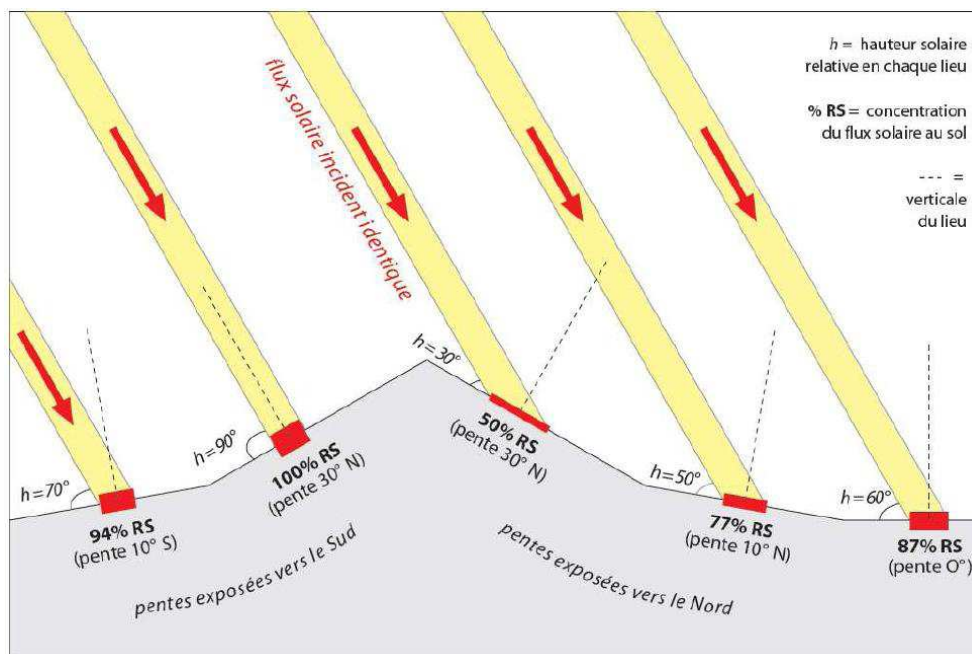 h = hauteur solaire
relative en chaque lieu
% RS = concentration
du flux solaire au sol
--- =
verticale
du lieu
flux solaire incident identique
h=70°
94% RS
(pente 10° S)
h=90°
100% RS
(pente 30° N)
h=30°
50% RS
(pente 30° N)
h=50°
77% RS
(pente 10° N)
h=60°
87% RS
(pente O°)
pentes exposées vers le Sud
pentes exposées vers le Nord